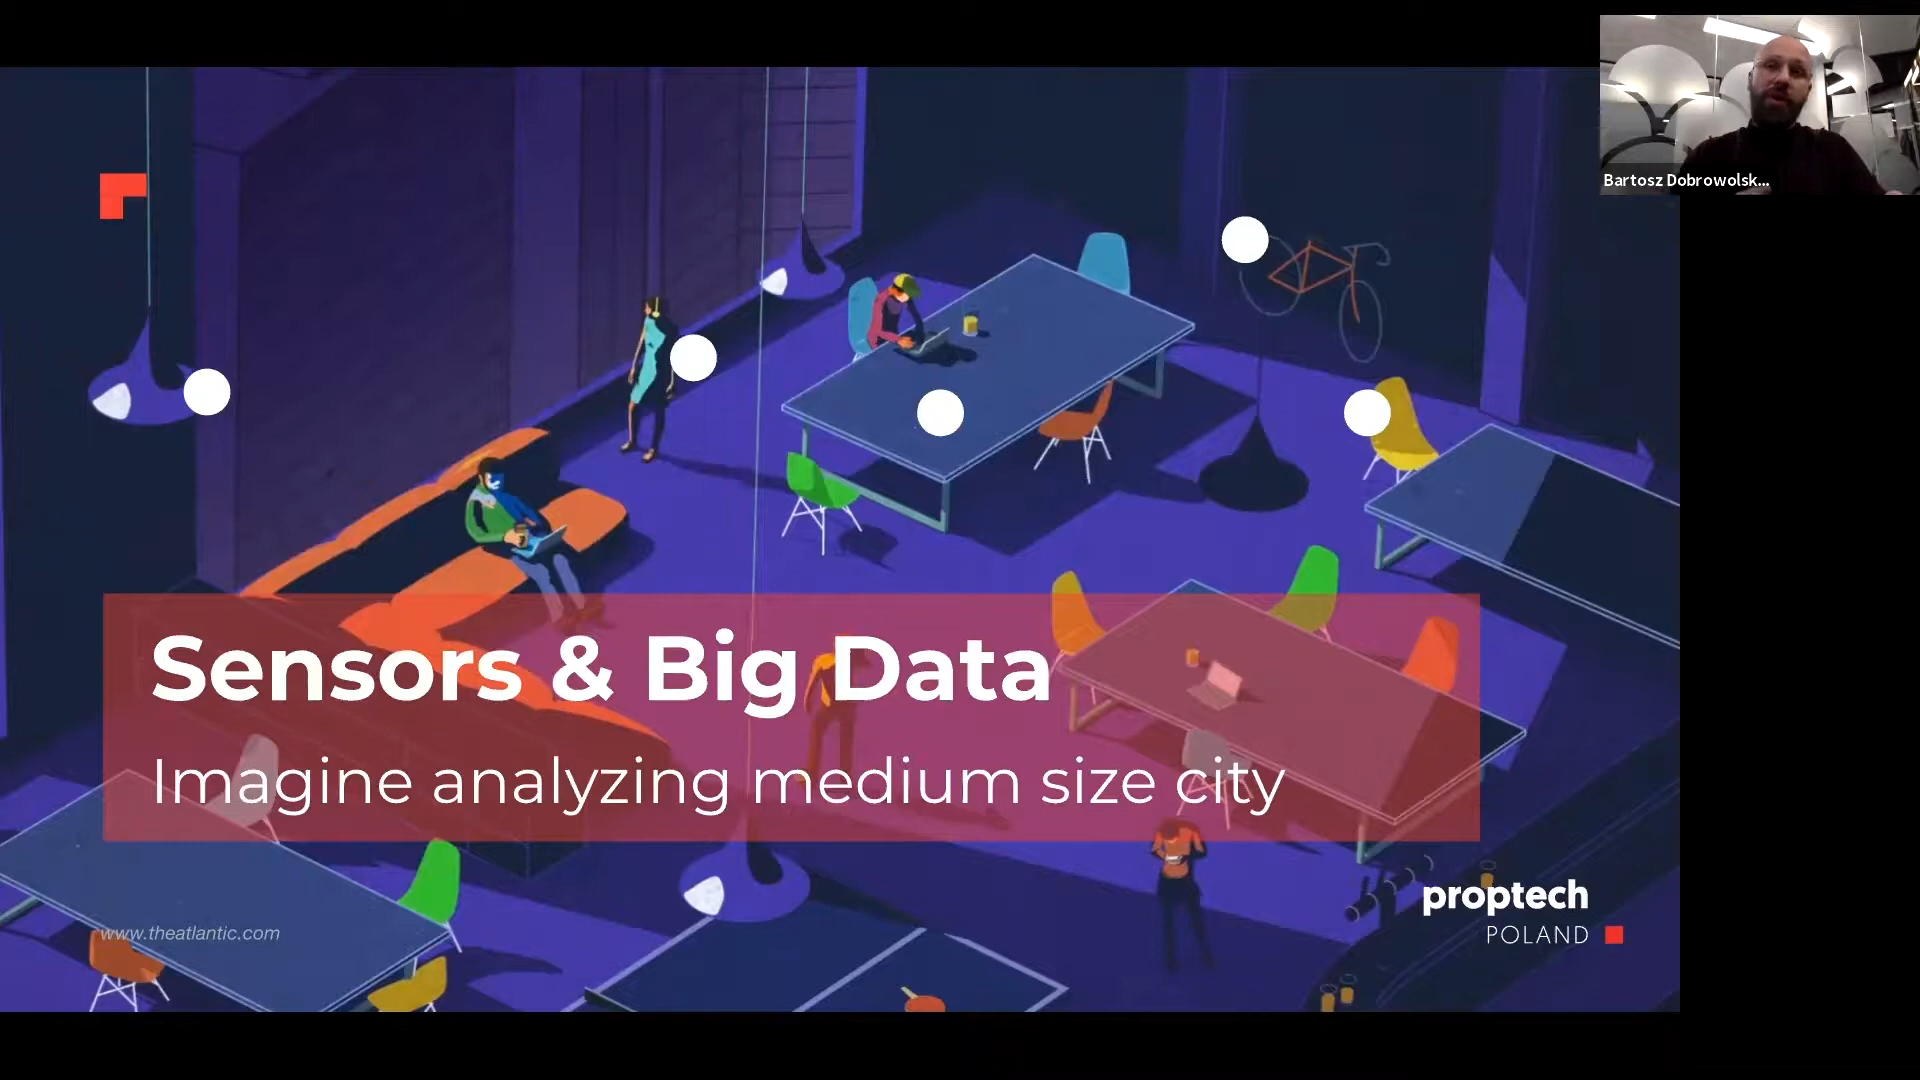 Bartosz Dobrowolsk...
Sensors & Big Data
Imagine analyzing medium size city
www.theatlantic.com
proptech
POLAND